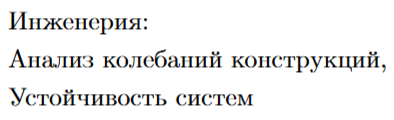 Инженерия:
Анализ колебаний конструкций,
Устойчивость систем